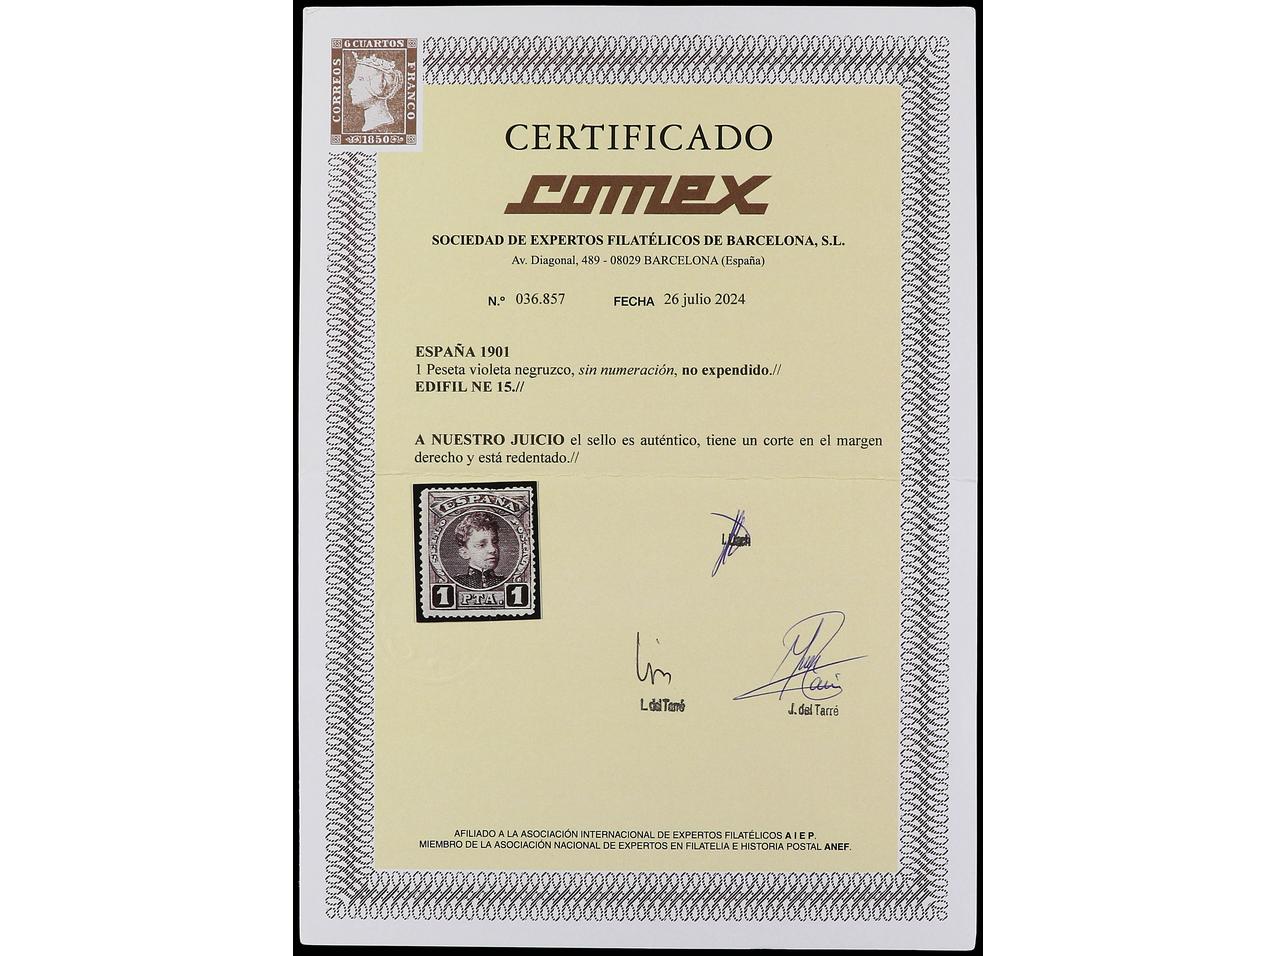 6 CUARTOS
CORREOS
FRANCO
1850
CERTIFICADO
comex
SOCIEDAD DE EXPERTOS FILATÉLICOS DE BARCELONA, S.L.
Av. Diagonal, 489 - 08029 BARCELONA (España)
N.º 036.857 FECHA 26 julio 2024
ESPAÑA 1901
1 Peseta violeta negruzco, sin numeración, no expendido.//
EDIFIL NE 15.//
A NUESTRO JUICIO el sello es auténtico, tiene un corte en el margen
derecho y está redentado.//
ESPAÑA
1 PTA. 1
I. del Tarré
J. del Tarré
AFILIADO A LA ASOCIACIÓN INTERNACIONAL DE EXPERTOS FILATÉLICOS A I E P.
MIEMBRO DE LA ASOCIACIÓN NACIONAL DE EXPERTOS EN FILATELIA E HISTORIA POSTAL ANEF.